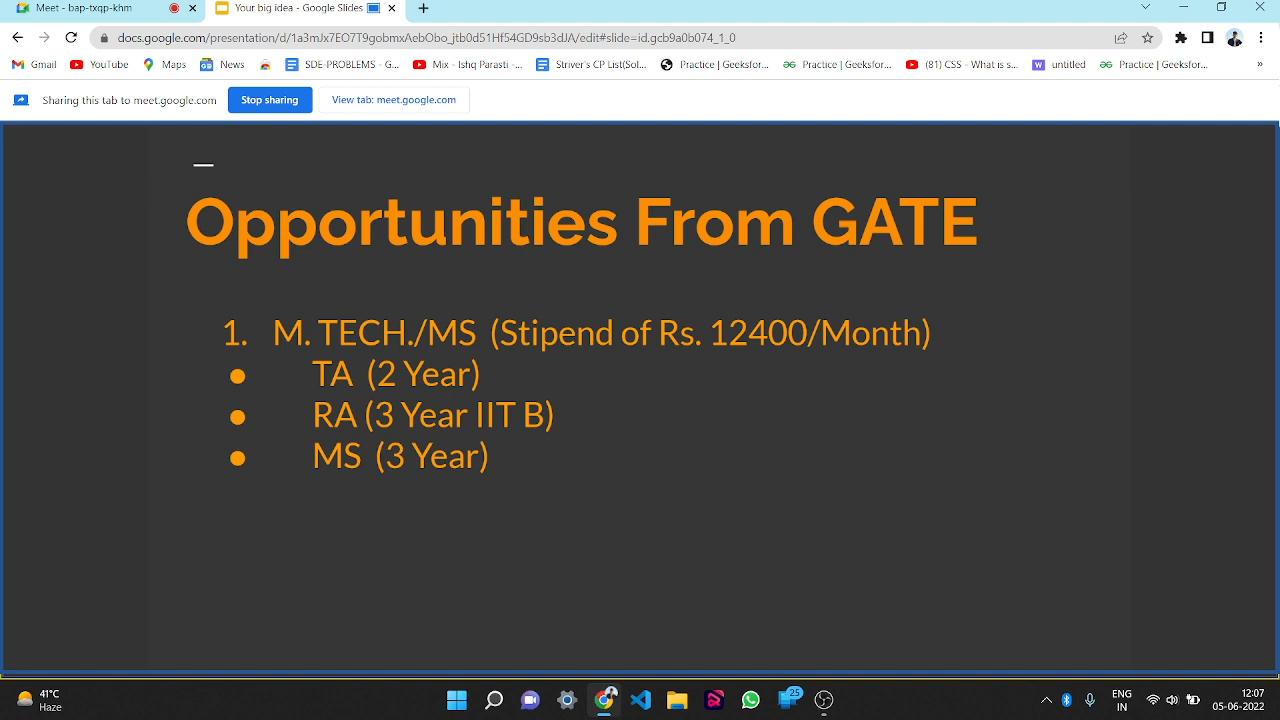 Meet - bap-txqp-khm
Your big idea - Google Slides
docs.google.com/presentation/d/1a3mJx7EO7T9gobmxAebObo_jtb0d51Hf54GD9sb3dJA/edit#slide=id.gcb9a0b074_1_0
Gmail YouTube Maps News SDE-PROBLEMS - G... Mix - Ishq Parasti -... Striver's CP List(Sol... Practice | Geeksfor... Practice | Geeksfor... (81) CSS - What is s... untitled Practice | Geeksfor... »
Sharing this tab to meet.google.com Stop sharing View tab: meet.google.com
Opportunities From GATE
1. M. TECH./MS (Stipend of Rs. 12400/Month)
● TA (2 Year)
● RA (3 Year IIT B)
● MS (3 Year)
41°C
Haze
25
ENG
IN
12:07
05-06-2022